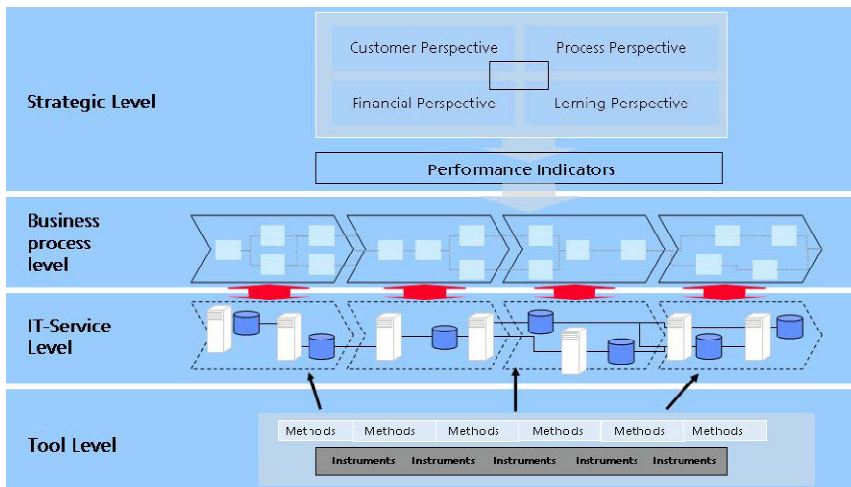 Customer Perspective Process Perspective
Strategic Level
Financial Perspective Lerning Perspective
Performance Indicators
Business
process
level
IT-Service
Level
Methods Methods Methods Methods Methods Methods
Tool Level
Instruments Instruments Instruments Instruments Instruments